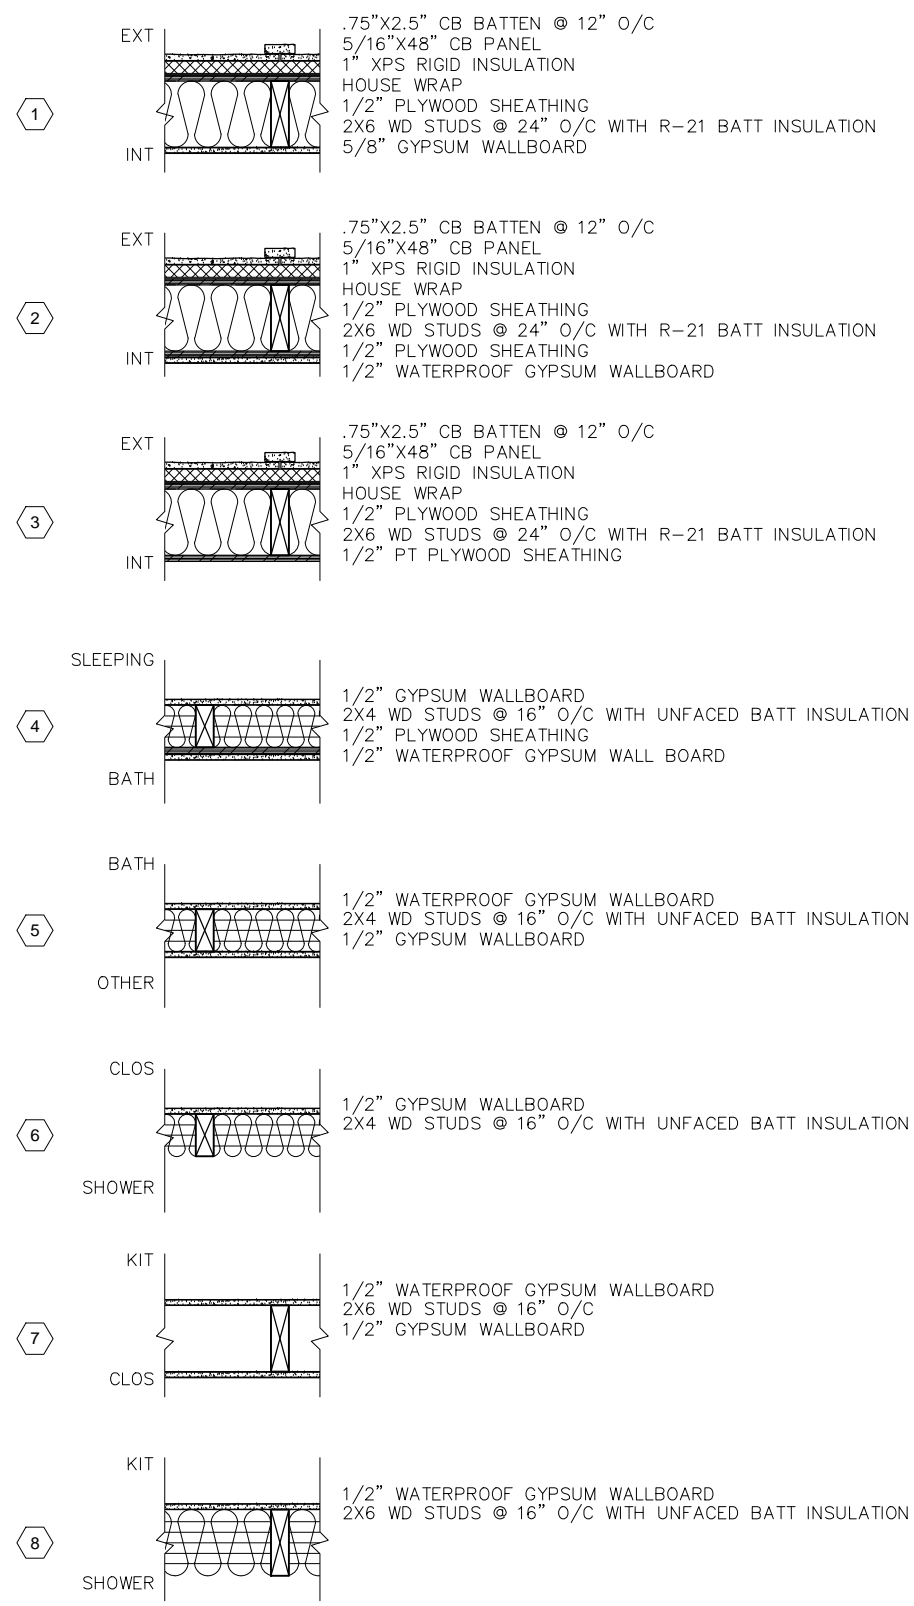 EXT
.75”X2.5” CB BATTEN @ 12” O/C
5/16”X48” CB PANEL
1” XPS RIGID INSULATION
HOUSE WRAP
1
1/2” PLYWOOD SHEATHING
2X6 WD STUDS @ 24” O/C WITH R–21 BATT INSULATION
INT
5/8” GYPSUM WALLBOARD
EXT
.75”X2.5” CB BATTEN @ 12” O/C
5/16”X48” CB PANEL
1” XPS RIGID INSULATION
HOUSE WRAP
2
1/2” PLYWOOD SHEATHING
2X6 WD STUDS @ 24” O/C WITH R–21 BATT INSULATION
INT
1/2” PLYWOOD SHEATHING
1/2” WATERPROOF GYPSUM WALLBOARD
EXT
.75”X2.5” CB BATTEN @ 12” O/C
5/16”X48” CB PANEL
1” XPS RIGID INSULATION
HOUSE WRAP
3
1/2” PLYWOOD SHEATHING
2X6 WD STUDS @ 24” O/C WITH R–21 BATT INSULATION
INT
1/2” PT PLYWOOD SHEATHING
SLEEPING
4
1/2” GYPSUM WALLBOARD
2X4 WD STUDS @ 16” O/C WITH UNFACED BATT INSULATION
1/2” PLYWOOD SHEATHING
1/2” WATERPROOF GYPSUM WALL BOARD
BATH
BATH
5
1/2” WATERPROOF GYPSUM WALLBOARD
2X4 WD STUDS @ 16” O/C WITH UNFACED BATT INSULATION
1/2” GYPSUM WALLBOARD
OTHER
CLOS
6
1/2” GYPSUM WALLBOARD
2X4 WD STUDS @ 16” O/C WITH UNFACED BATT INSULATION
SHOWER
KIT
7
1/2” WATERPROOF GYPSUM WALLBOARD
2X6 WD STUDS @ 16” O/C
1/2” GYPSUM WALLBOARD
CLOS
KIT
8
1/2” WATERPROOF GYPSUM WALLBOARD
2X6 WD STUDS @ 16” O/C WITH UNFACED BATT INSULATION
SHOWER